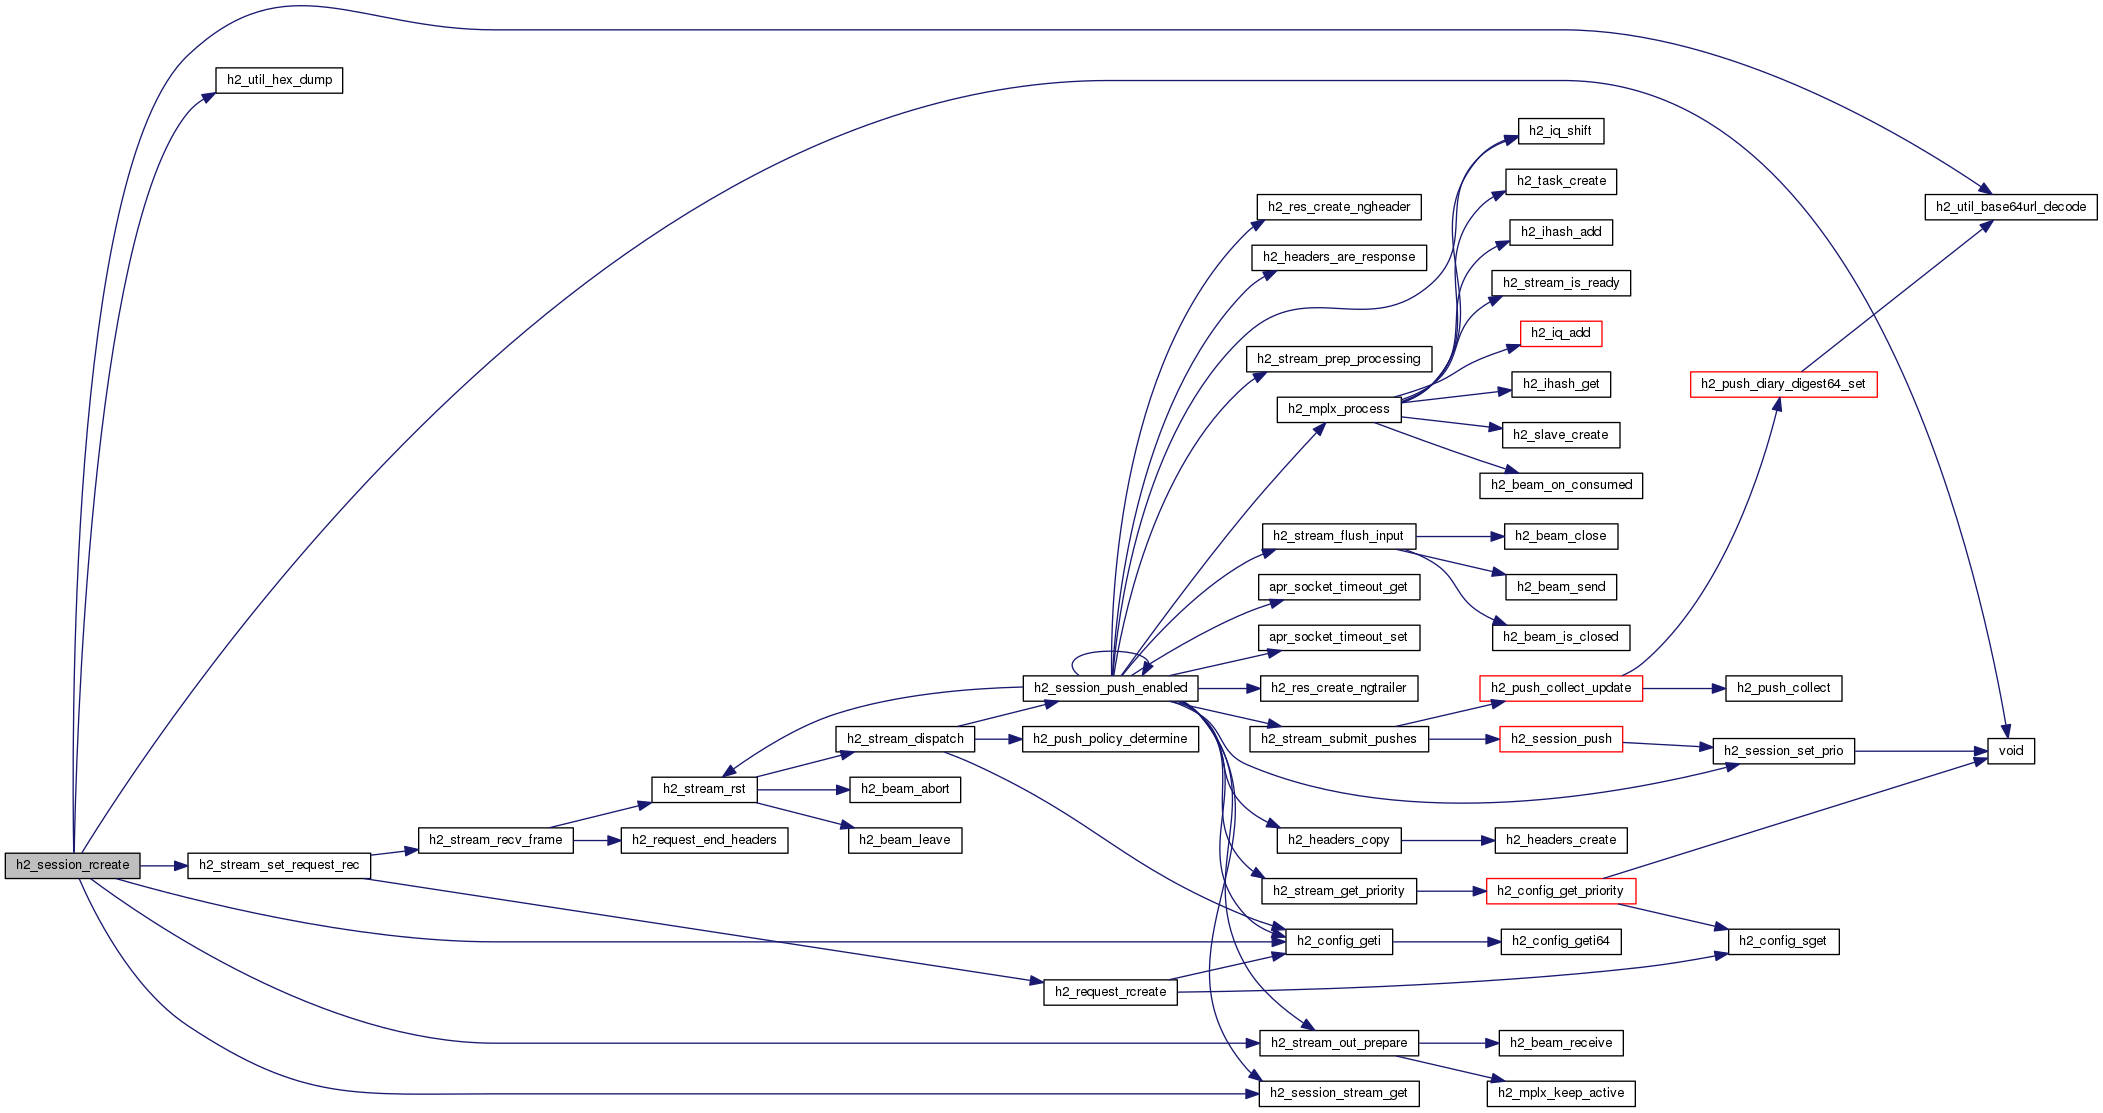 h2_util_hex_dump
h2_iq_shift
h2_task_create
h2_res_create_ngheader
h2_util_base64url_decode
h2_ihash_add
h2_headers_are_response
h2_stream_is_ready
h2_iq_add
h2_stream_prep_processing
h2_ihash_get
h2_push_diary_digest64_set
h2_mplx_process
h2_slave_create
h2_beam_on_consumed
h2_stream_flush_input
h2_beam_close
apr_socket_timeout_get
h2_beam_send
apr_socket_timeout_set
h2_beam_is_closed
h2_session_push_enabled
h2_res_create_ngtrailer
h2_push_collect_update
h2_push_collect
h2_stream_dispatch
h2_push_policy_determine
h2_stream_submit_pushes
h2_session_push
h2_session_set_prio
void
h2_stream_rst
h2_beam_abort
h2_stream_recv_frame
h2_request_end_headers
h2_beam_leave
h2_headers_copy
h2_headers_create
h2_session_rcreate
h2_stream_set_request_rec
h2_stream_get_priority
h2_config_get_priority
h2_config_geti
h2_config_geti64
h2_config_sget
h2_request_rcreate
h2_stream_out_prepare
h2_beam_receive
h2_session_stream_get
h2_mplx_keep_active